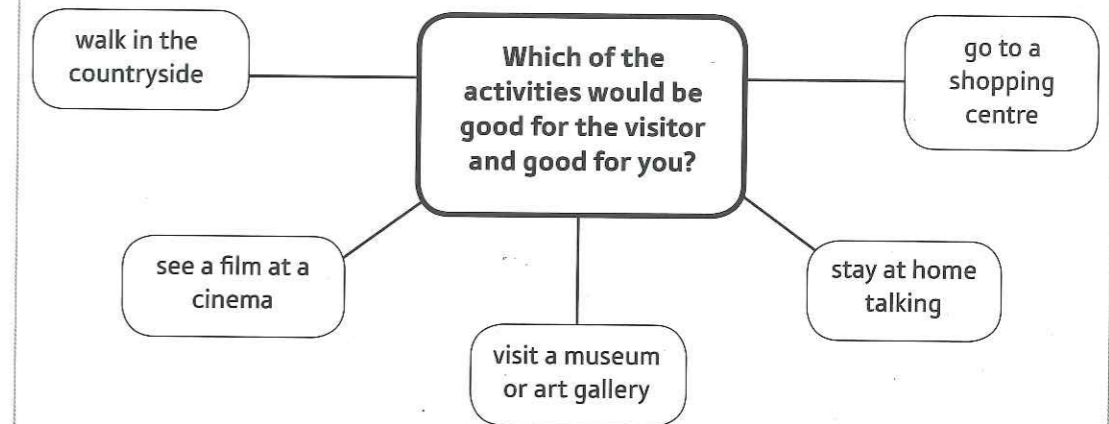 Which of the
activities would be
good for the visitor
and good for you?
walk in the
countryside
go to a
shopping
centre
see a film at a
cinema
visit a museum
or art gallery
stay at home
talking